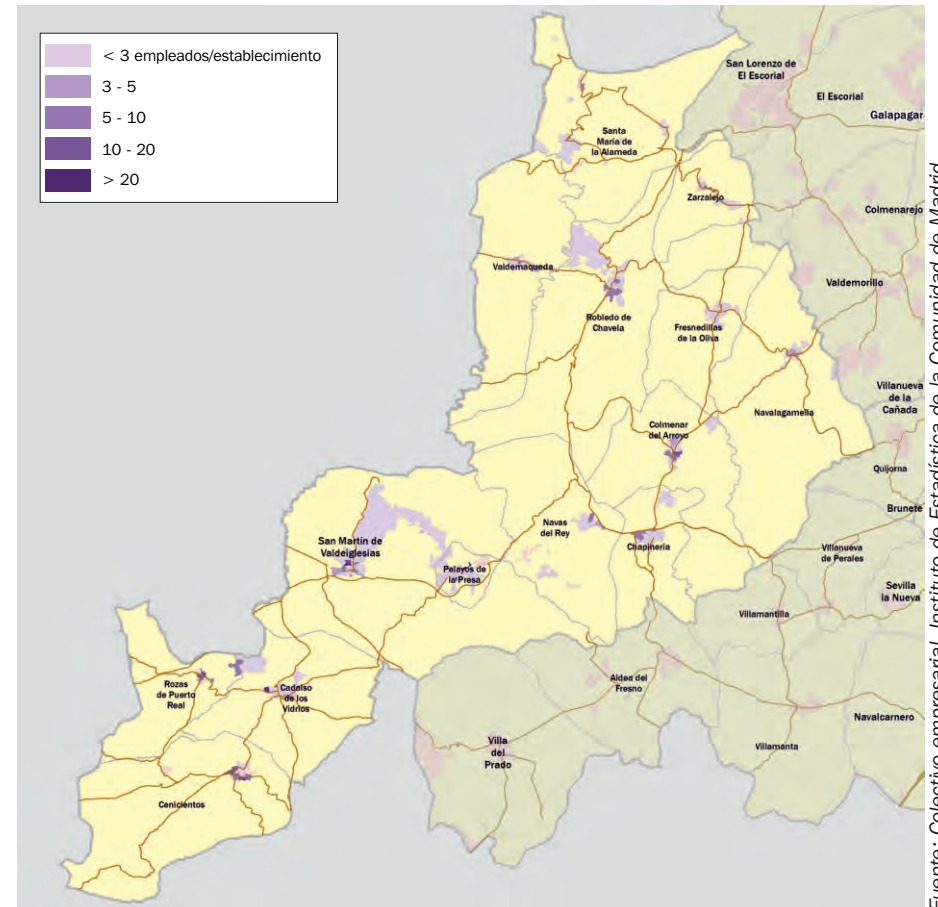 < 3 empleados/establecimiento
3 - 5
5 - 10
10 - 20
> 20
San Lorenzo de
El Escorial
El Escorial
Galapagar
Santa
María de
la Alameda
Zarzalejo
Colmenarejo
Valdemaqueda
Valdemorillo
Robledo de
Chavela
Fresnedillas
de la Oliva
Villanueva
de la
Cañada
Navalagamella
Colmenar
del Arroyo
Quijorna
Brunete
Navas
del Rey
San Martín de
Valdeiglesias
Chapinería
Villanueva
de Perales
Pelayos de
la Presa
Sevilla
la Nueva
Villamantilla
Aldea del
Fresno
Rozas
de Puerto
Real
Cadalso
de los
Vidrios
Navalcarnero
Villa
del
Prado
Villamanta
Cenicientos
Fuente: Colectivo empresarial. Instituto de Estadística de la Comunidad de Madrid